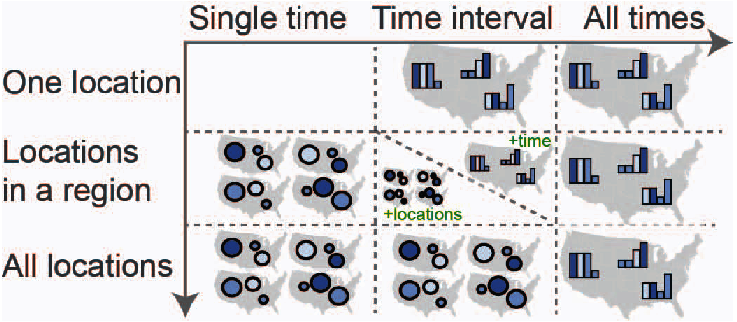 Single time Time interval All times
One location
Locations
in a region
+time
+locations
All locations